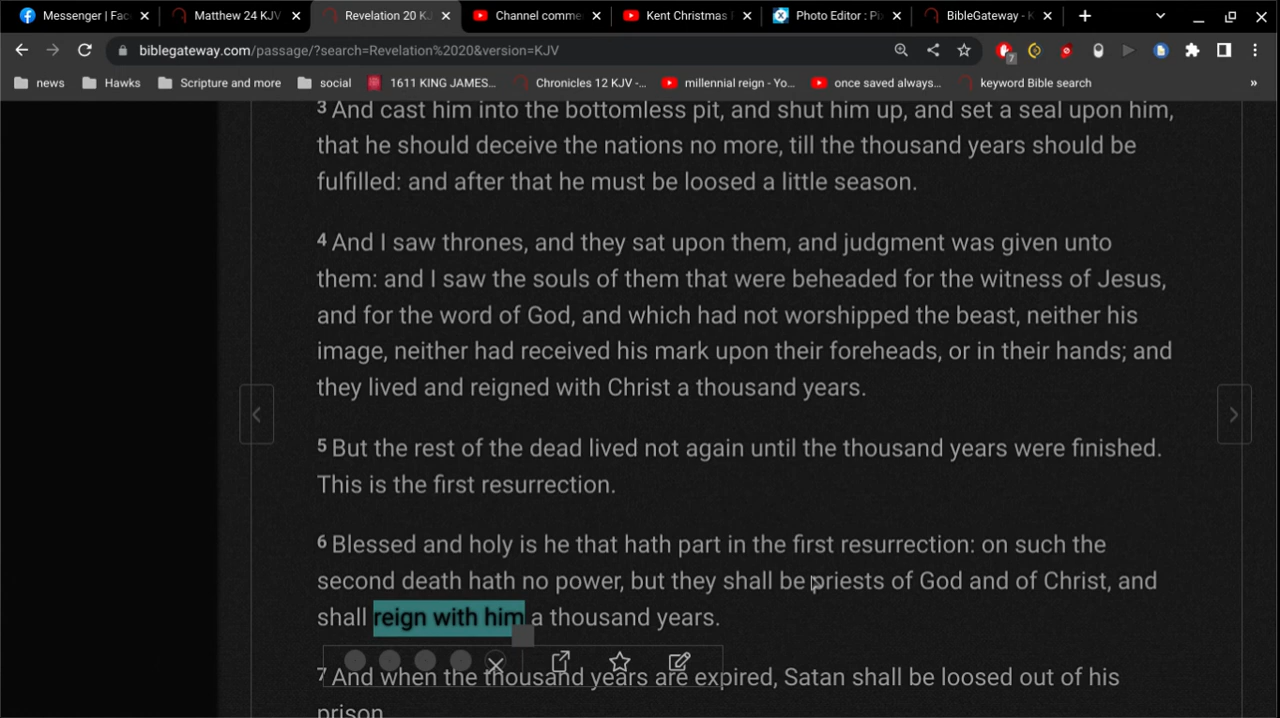 Messenger | Fac
Matthew 24 KJV
Revelation 20 KJ
Channel comme
Kent Christmas
Photo Editor : Pi
BibleGateway - K
biblegateway.com/passage/?search=Revelation%2020&version=KJV
7
news
Hawks
Scripture and more
social
1611 KING JAMES...
Chronicles 12 KJV -...
millennial reign - Yo...
once saved always...
keyword Bible search
»
3 And cast him into the bottomless pit, and shut him up, and set a seal upon him,
that he should deceive the nations no more, till the thousand years should be
fulfilled: and after that he must be loosed a little season.
4 And I saw thrones, and they sat upon them, and judgment was given unto
them: and I saw the souls of them that were beheaded for the witness of Jesus,
and for the word of God, and which had not worshipped the beast, neither his
image, neither had received his mark upon their foreheads, or in their hands; and
they lived and reigned with Christ a thousand years.
5 But the rest of the dead lived not again until the thousand years were finished.
This is the first resurrection.
6 Blessed and holy is he that hath part in the first resurrection: on such the
second death hath no power, but they shall be priests of God and of Christ, and
shall reign with him a thousand years.
7 And when the thousand years are expired, Satan shall be loosed out of his
prison